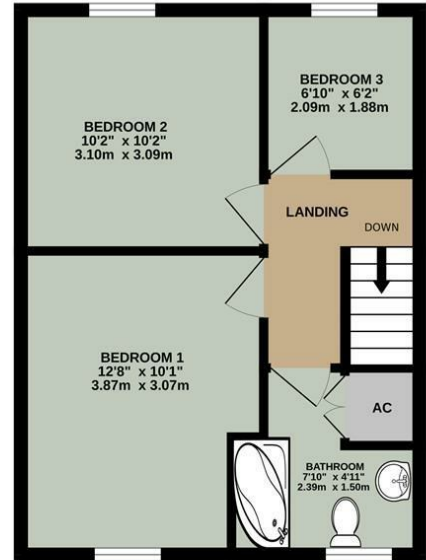 BEDROOM 2
10'2" x 10'2"
3.10m x 3.09m
BEDROOM 3
6'10" x 6'2"
2.09m x 1.88m
LANDING
DOWN
BEDROOM 1
12'8" x 10'1"
3.87m x 3.07m
AC
BATHROOM
7'10" x 4'11"
2.39m x 1.50m